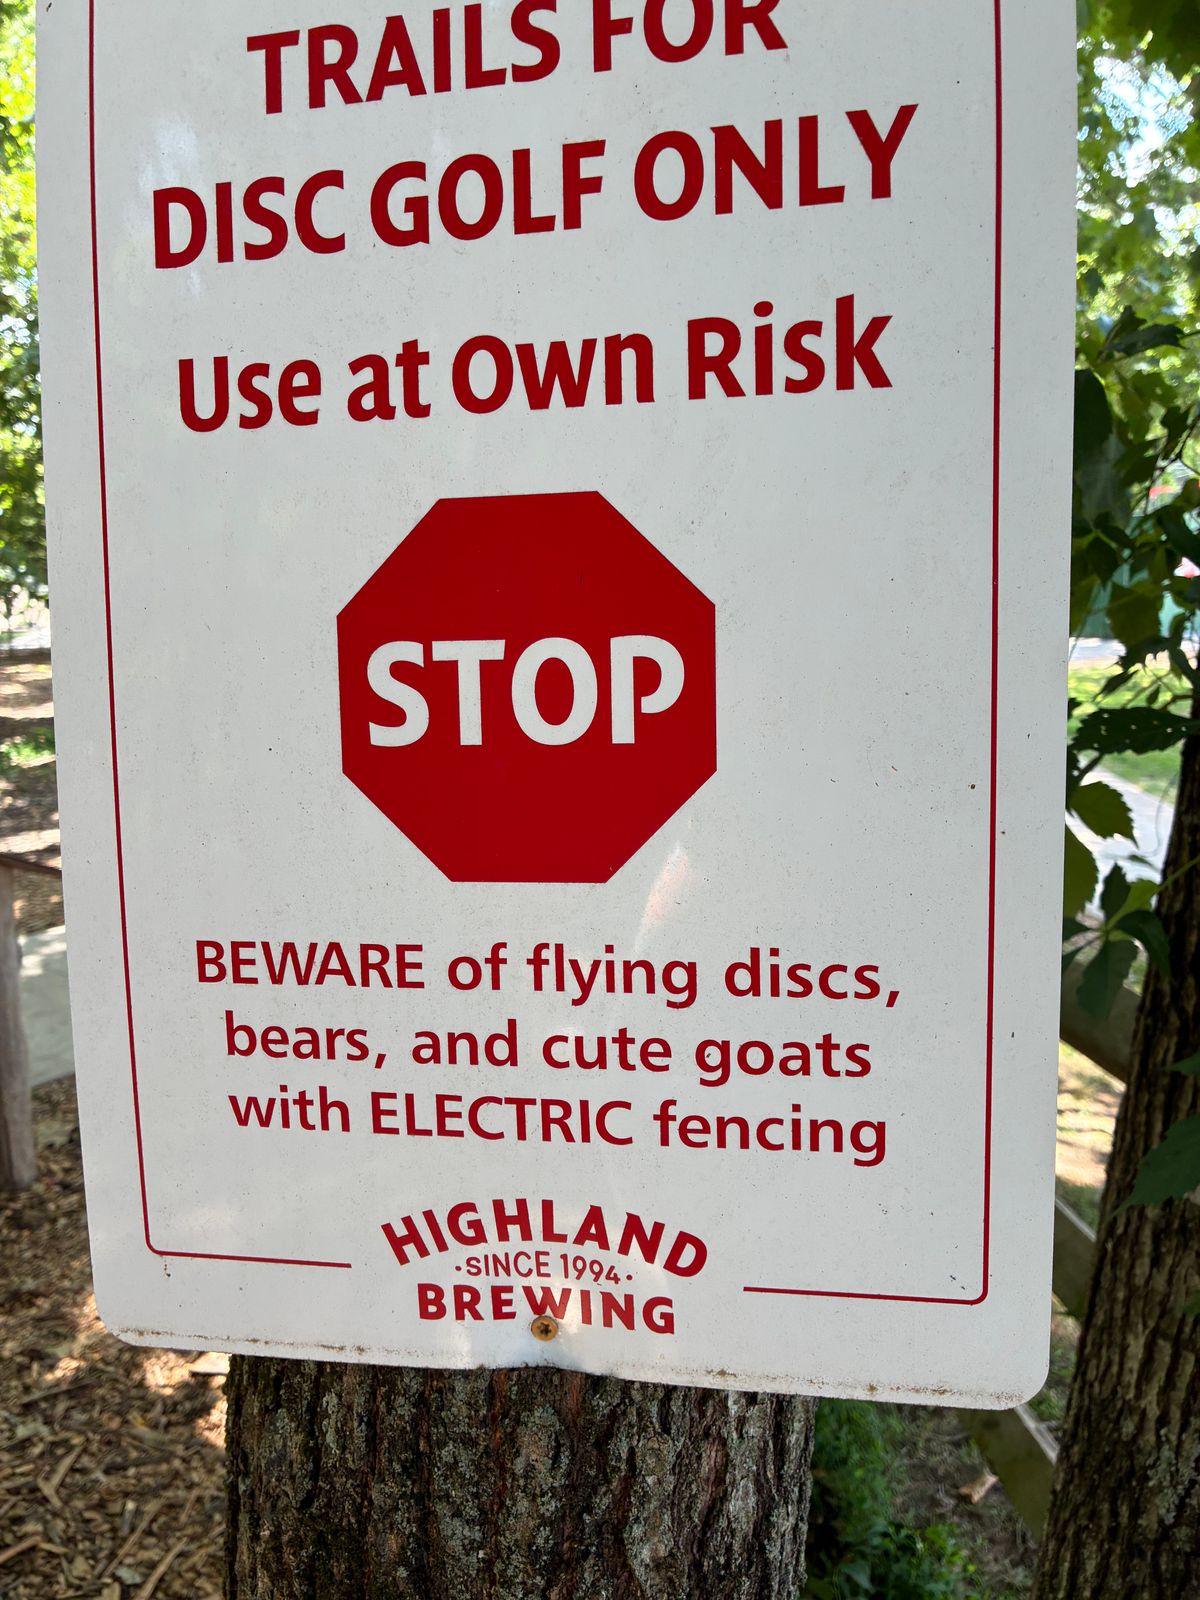 TRAILS FOR
DISC GOLF ONLY
Use at Own Risk
STOP
BEWARE of flying discs,
bears, and cute goats
with ELECTRIC fencing
HIGHLAND
·SINCE 1994·
BREWING